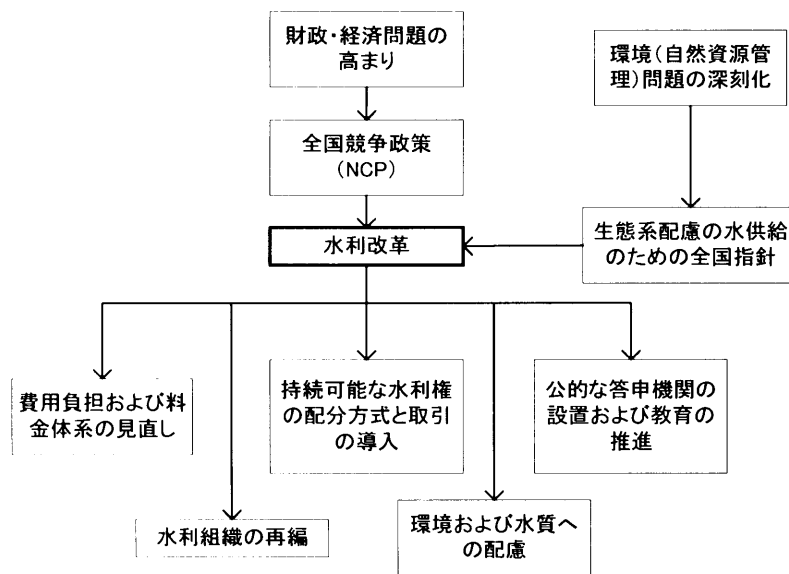 財政・経済問題の
高まり
環境(自然資源管
理)問題の深刻化
全国競争政策
(NCP)
水利改革
生態系配慮の水供給
のための全国指針
費用負担および料
金体系の見直し
持続可能な水利権
の配分方式と取引
の導入
公的な答申機関の
設置および教育の
推進
水利組織の再編
環境および水質へ
の配慮